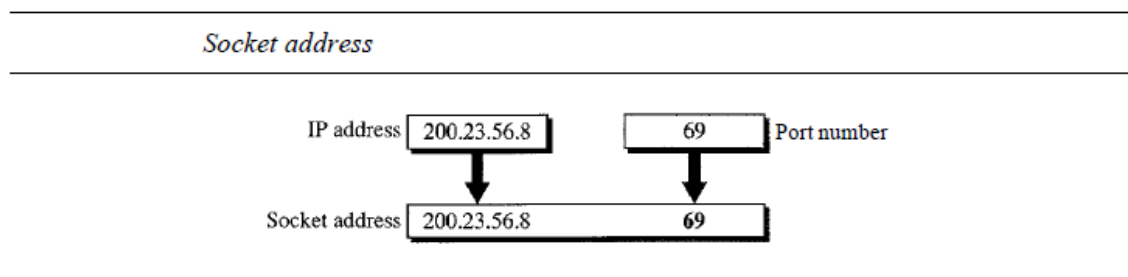 Socket address
IP address 200.23.56.8 69 Port number
Socket address 200.23.56.8 69